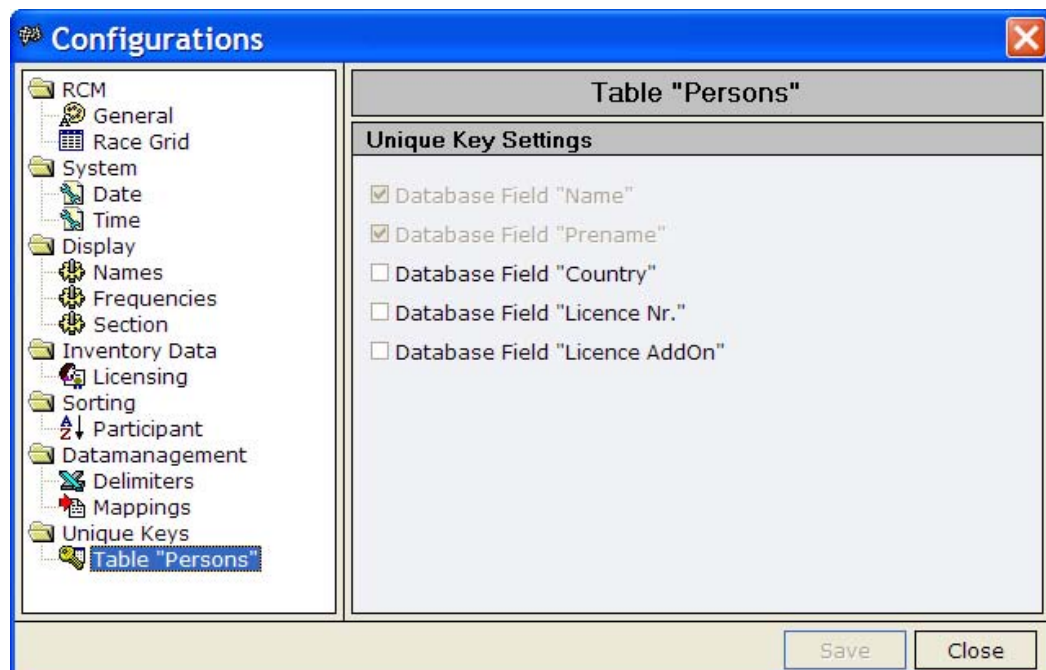 Configurations
RCM
General
Race Grid
System
Date
Time
Display
Names
Frequencies
Section
Inventory Data
Licensing
Sorting
Participant
Datamanagement
Delimiters
Mappings
Unique Keys
Table "Persons"
Table "Persons"
Unique Key Settings
Database Field "Name"
Database Field "Prename"
Database Field "Country"
Database Field "Licence Nr."
Database Field "Licence AddOn"
Save Close